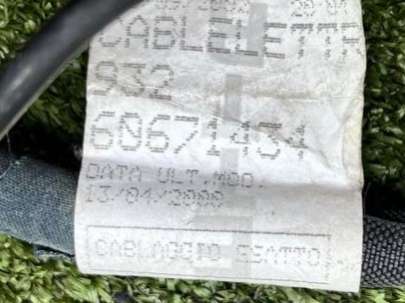 CABLELETTR
932
60671434
DATA ULT.MOD.
13/04/2000
CABLAGGIO ESATTO